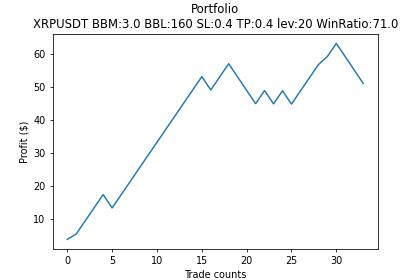 Portfolio
XRPUSDT BBM:3.0 BBL:160 SL:0.4 TP:0.4 lev:20 WinRatio:71.0
Profit ($)
60
50
40
30
20
10
0 5 10 15 20 25 30
Trade counts